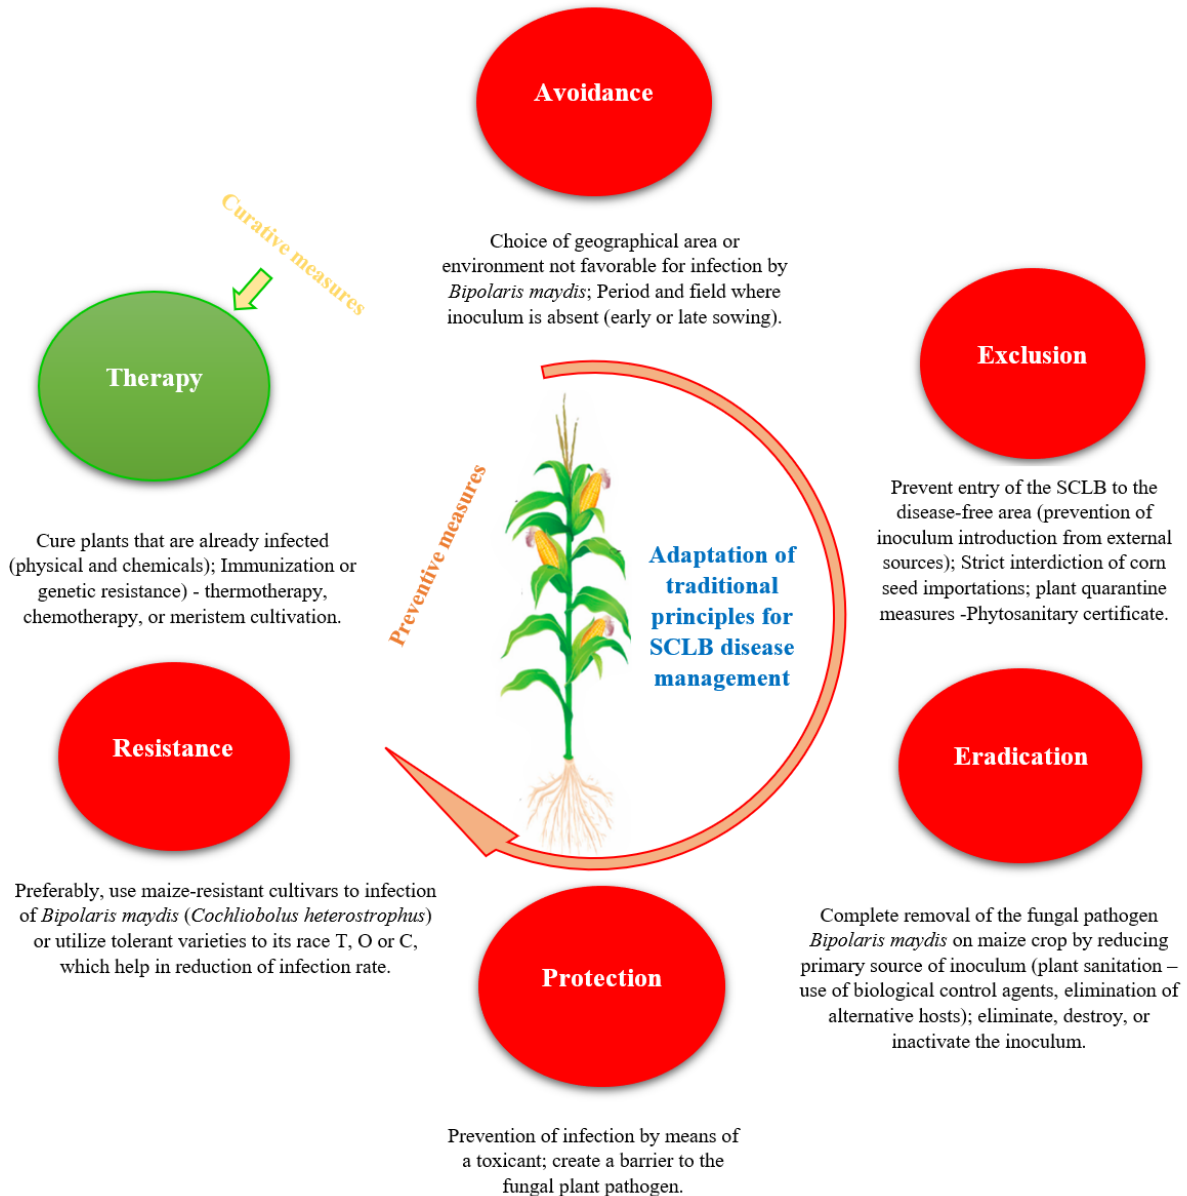 Avoidance
Choice of geographical area or
environment not favorable for infection by
Bipolaris maydis; Period and field where
inoculum is absent (early or late sowing).
Exclusion
Prevent entry of the SCLB to the
disease-free area (prevention of
inoculum introduction from external
sources); Strict interdiction of corn
seed importations; plant quarantine
measures -Phytosanitary certificate.
Eradication
Complete removal of the fungal pathogen
Bipolaris maydis on maize crop by reducing
primary source of inoculum (plant sanitation –
use of biological control agents, elimination of
alternative hosts); eliminate, destroy, or
inactivate the inoculum.
Protection
Prevention of infection by means of
a toxicant; create a barrier to the
fungal plant pathogen.
Resistance
Preferably, use maize-resistant cultivars to infection
of Bipolaris maydis (Cochliobolus heterostrophus)
or utilize tolerant varieties to its race T, O or C,
which help in reduction of infection rate.
Curative measures
Therapy
Cure plants that are already infected
(physical and chemicals); Immunization or
genetic resistance) - thermotherapy,
chemotherapy, or meristem cultivation.
Preventive measures
Adaptation of
traditional
principles for
SCLB disease
management